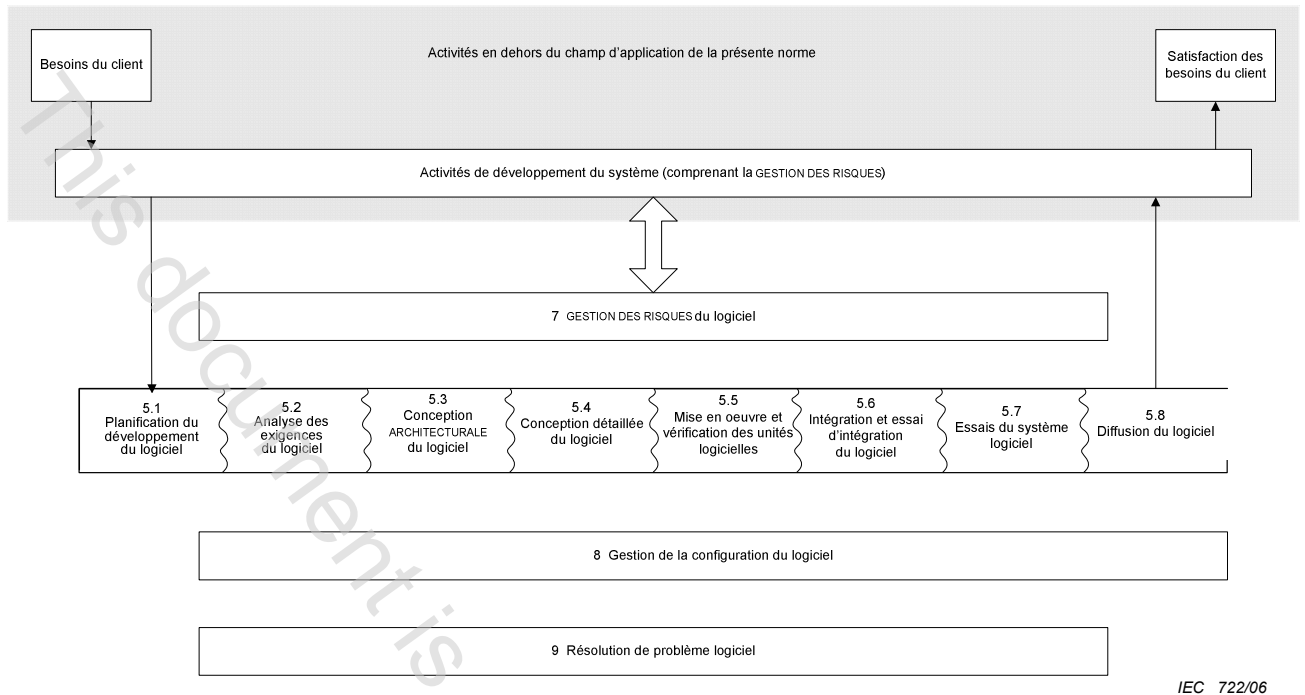 Activités en dehors du champ d'application de la présente norme
Besoins du client
Satisfaction des
besoins du client
Activités de développement du système (comprenant la GESTION DES RISQUES)
7 GESTION DES RISQUES du logiciel
5.1
Planification du
développement
du logiciel
5.2
Analyse des
exigences
du logiciel
5.3
Conception
ARCHITECTURALE
du logiciel
5.4
Conception détaillée
du logiciel
5.5
Mise en oeuvre et
vérification des unités
logicielles
5.6
Intégration et essai
d'intégration
du logiciel
5.7
Essais du système
logiciel
5.8
Diffusion du logiciel
8 Gestion de la configuration du logiciel
9 Résolution de problème logiciel
IEC 722/06
This document is